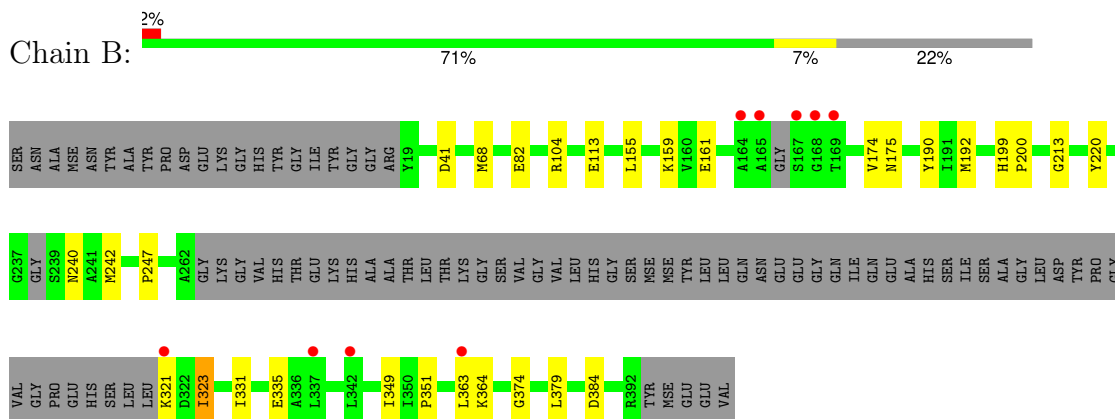 2%
Chain B:
71% 7% 22%
SER ASN ALA MSE ASN TYR ALA TYR PRO ASP GLU LYS GLY HIS TYR GLY ILE TYR GLY GLY ARG Y19 D41 M68 E82 R104 E113 L155 K159 V160 E161 A164 A165 GLY S167 G168 T169 V174 N175 Y190 I191 M192 H199 P200 G213 Y220
G237 GLY S239 N240 A241 M242 P247 A262 GLY LYS GLY VAL HIS THR GLU LYS HIS ALA ALA THR LEU THR LYS GLY SER VAL GLY VAL LEU HIS GLY SER MSE MSE TYR LEU LEU GLN ASN GLU GLU GLY GLN ILE GLN GLU ALA HIS SER ILE SER ALA GLY LEU ASP TYR PRO GLY
VAL GLY PRO GLU HIS SER LEU LEU K321 D322 I323 I331 E335 A336 L337 L342 I349 I350 P351 L363 K364 G374 L379 D384 R392 TYR MSE GLU GLU VAL